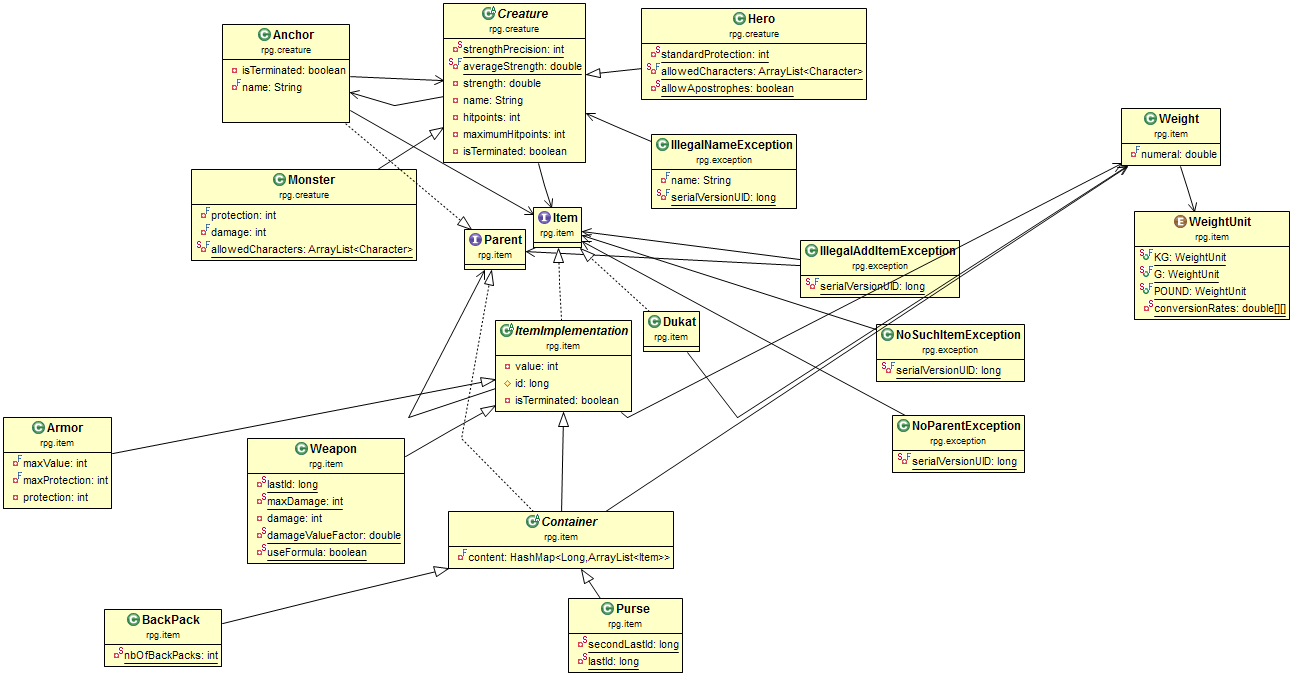 Creature
rpg.creature
strengthPrecision: int
averageStrength: double
strength: double
name: String
hitpoints: int
maximumHitpoints: int
isTerminated: boolean
Hero
rpg.creature
standardProtection: int
allowedCharacters: ArrayList<Character>
allowApostrophes: boolean
Anchor
rpg.creature
isTerminated: boolean
name: String
Weight
rpg.item
numeral: double
IllegalNameException
rpg.exception
name: String
serialVersionUID: long
Monster
rpg.creature
protection: int
damage: int
allowedCharacters: ArrayList<Character>
Item
rpg.item
Parent
rpg.item
WeightUnit
rpg.item
KG: WeightUnit
G: WeightUnit
POUND: WeightUnit
conversionRates: double[][]
IllegalAddItemException
rpg.exception
serialVersionUID: long
Dukat
rpg.item
ItemImplementation
rpg.item
value: int
id: long
isTerminated: boolean
NoSuchItemException
rpg.exception
serialVersionUID: long
NoParentException
rpg.exception
serialVersionUID: long
Armor
rpg.item
maxValue: int
maxProtection: int
protection: int
Weapon
rpg.item
lastId: long
maxDamage: int
damage: int
damageValueFactor: double
useFormula: boolean
Container
rpg.item
content: HashMap<Long,ArrayList<Item>>
BackPack
rpg.item
nbOfBackPacks: int
Purse
rpg.item
secondLastId: long
lastId: long